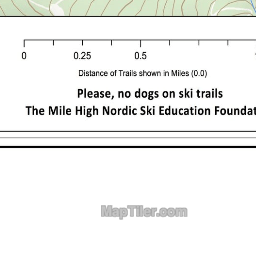 0 0.25 0.5
Distance of Trails shown in Miles (0.0)
Please, no dogs on ski trails
The Mile High Nordic Ski Education Foundat
MapTiler.com